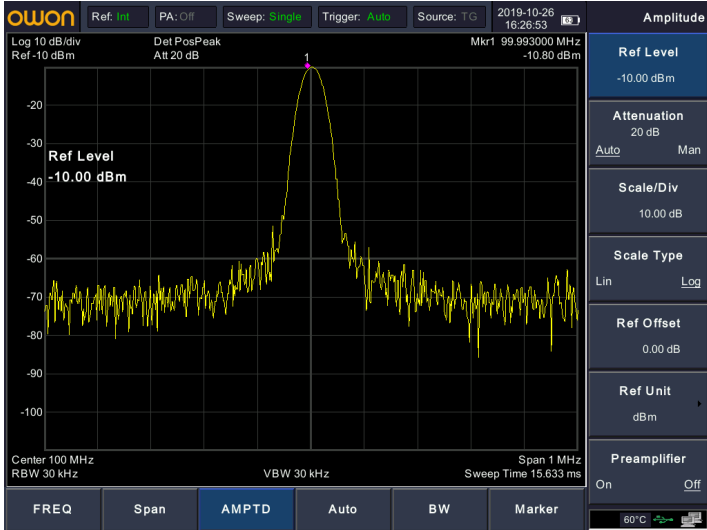 OWON Ref: Int PA: Off Sweep: Single Trigger: Auto Source: TG 2019-10-26
16:26:53
Amplitude
Log 10 dB/div Det PosPeak Mkr1 99.993000 MHz
Ref -10 dBm Att 20 dB -10.80 dBm
1
-20
-30
Ref Level
-10.00 dBm
-40
-50
-60
-70
-80
-90
-100
Center 100 MHz Span 1 MHz
RBW 30 kHz VBW 30 kHz Sweep Time 15.633 ms
Ref Level
-10.00 dBm
Attenuation
20 dB
Auto Man
Scale/Div
10.00 dB
Scale Type
Lin Log
Ref Offset
0.00 dB
Ref Unit
dBm
Preamplifier
On Off
FREQ Span AMPTD Auto BW Marker
60°C